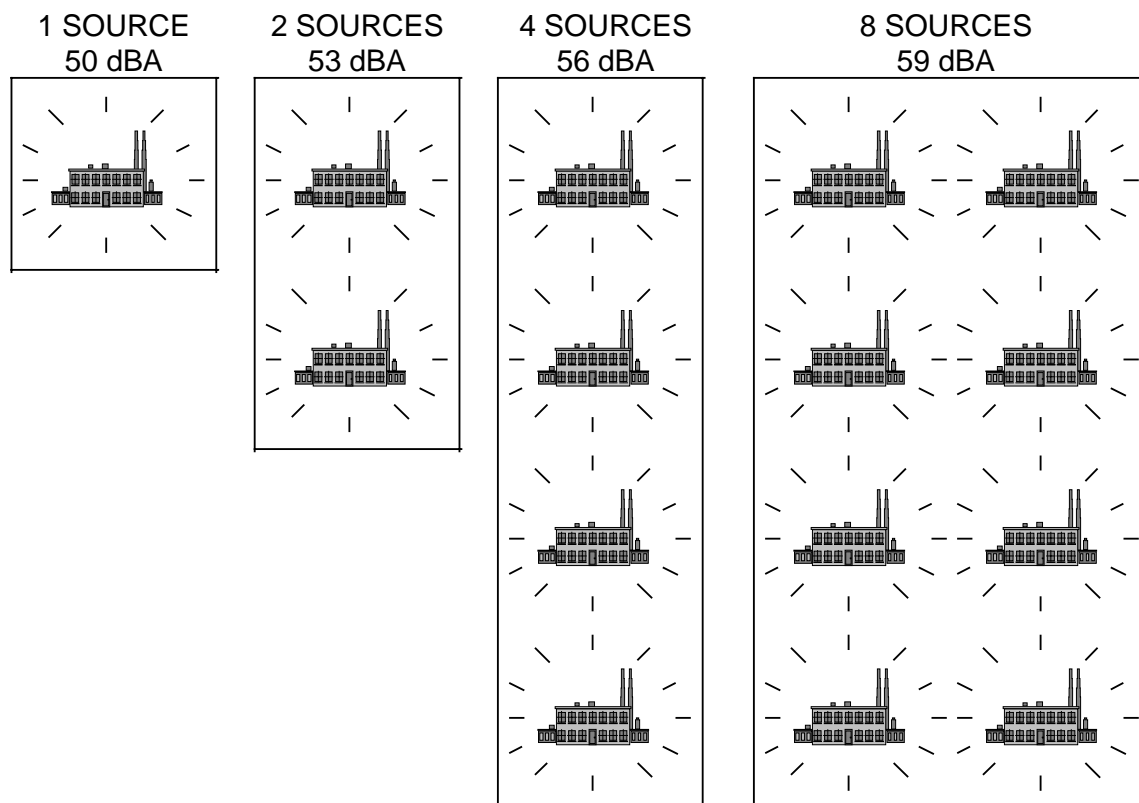 1 SOURCE
50 dBA
2 SOURCES
53 dBA
4 SOURCES
56 dBA
8 SOURCES
59 dBA